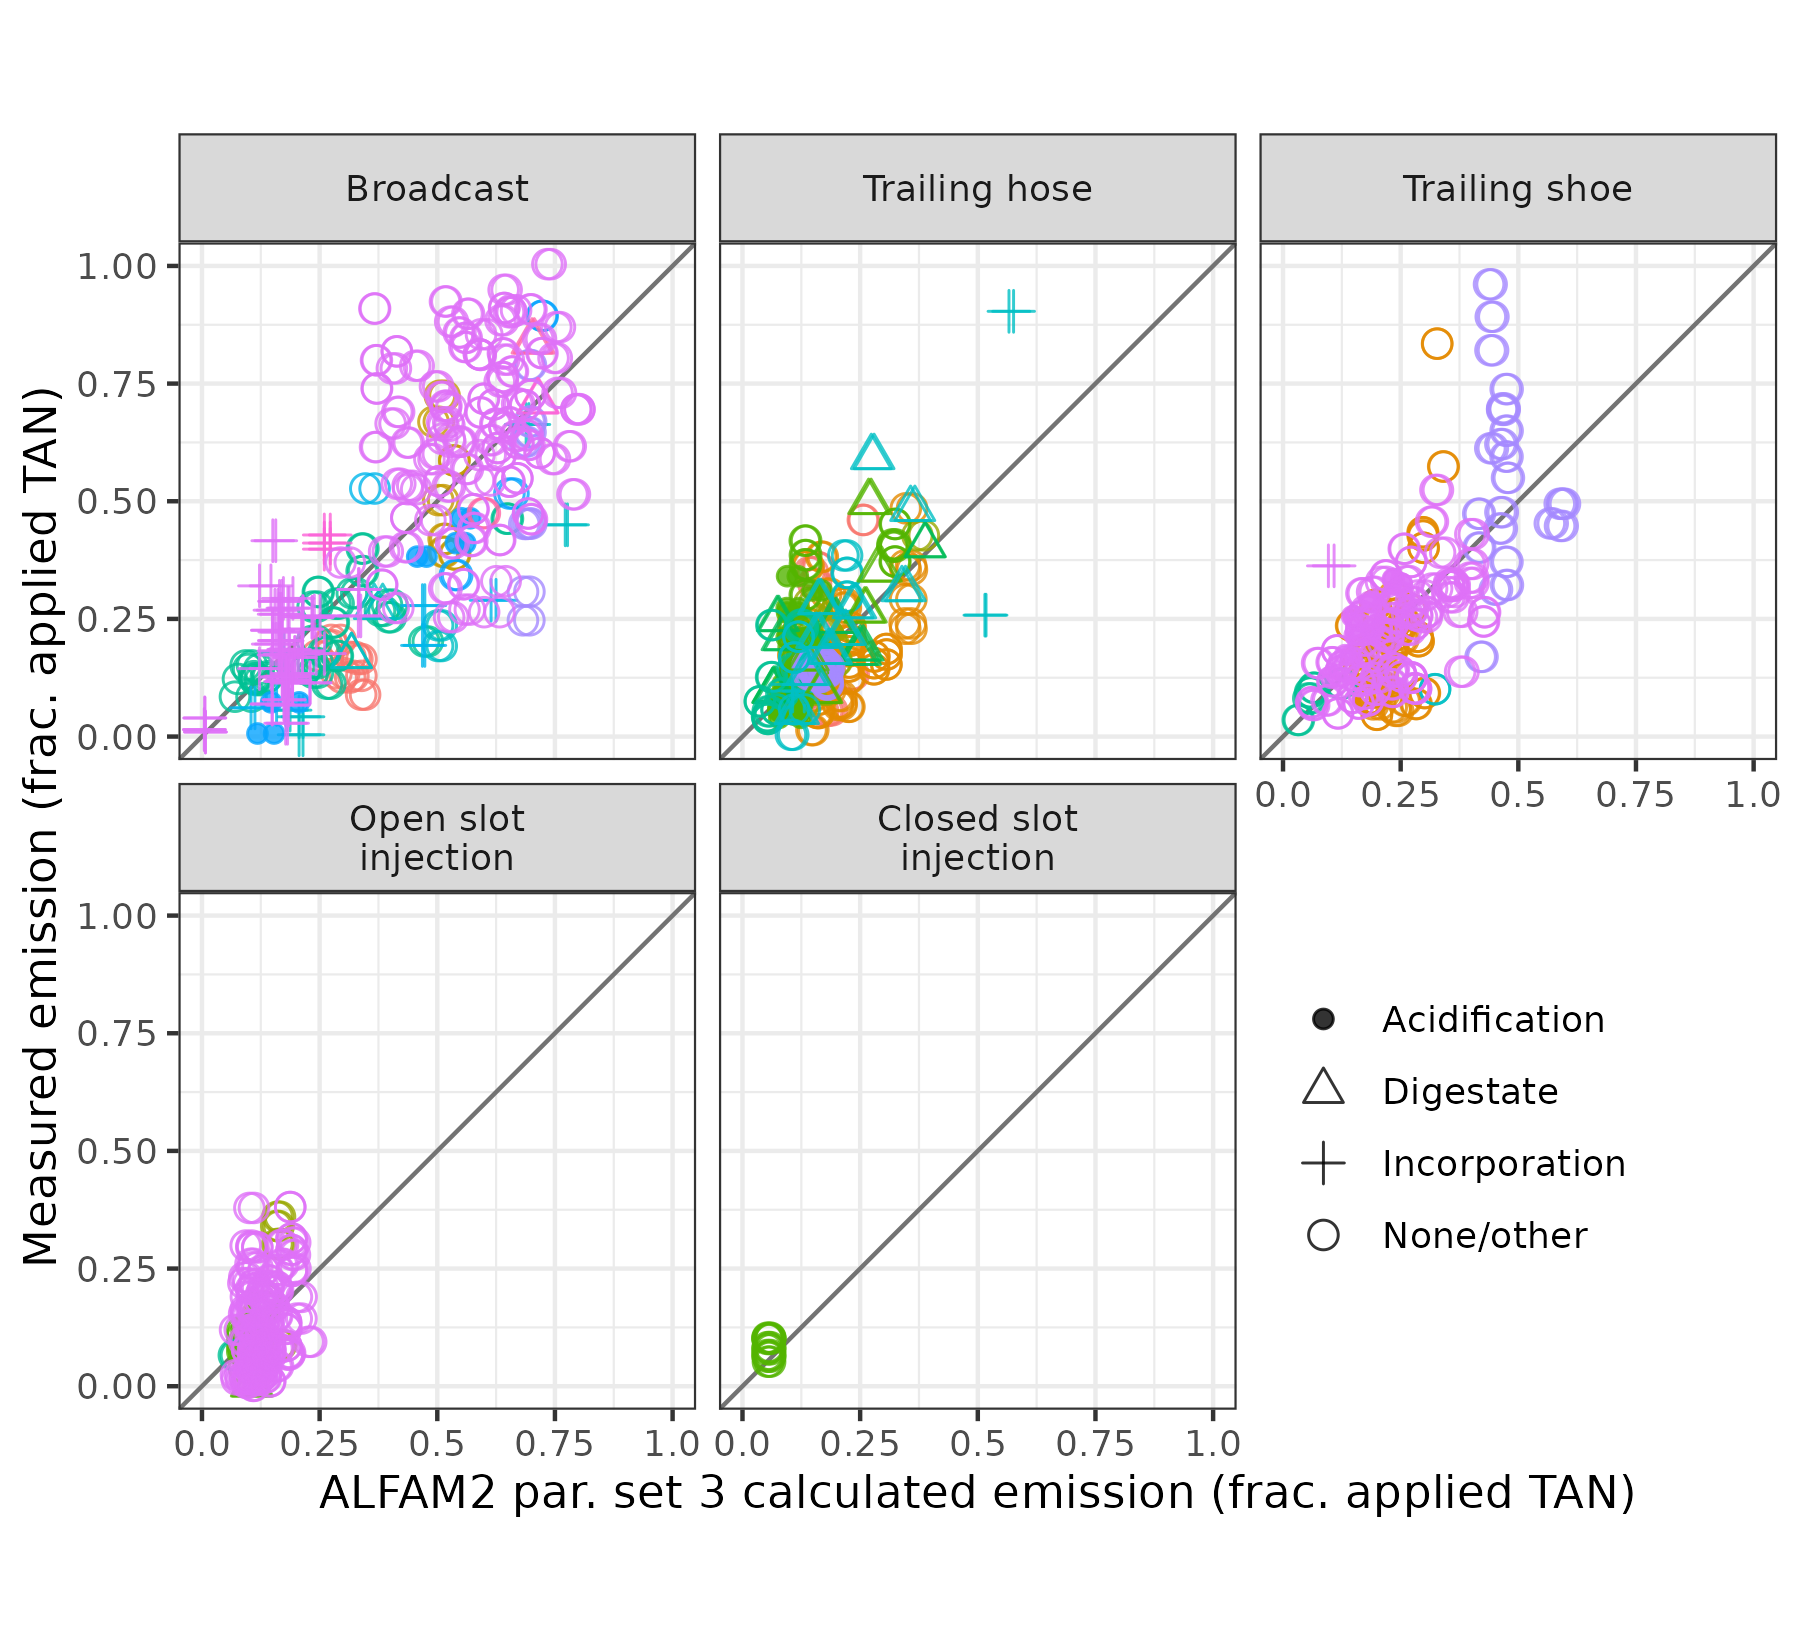 Broadcast
Trailing hose
Trailing shoe
1.00
0.75
0.50
0.25
0.00
0.0 0.25 0.5 0.75 1.0
Open slot
injection
Closed slot
injection
1.00
0.75
0.50
0.25
0.00
0.0 0.25 0.5 0.75 1.0
0.0 0.25 0.5 0.75 1.0
Acidification
Digestate
Incorporation
None/other
Measured emission (frac. applied TAN)
ALFAM2 par. set 3 calculated emission (frac. applied TAN)